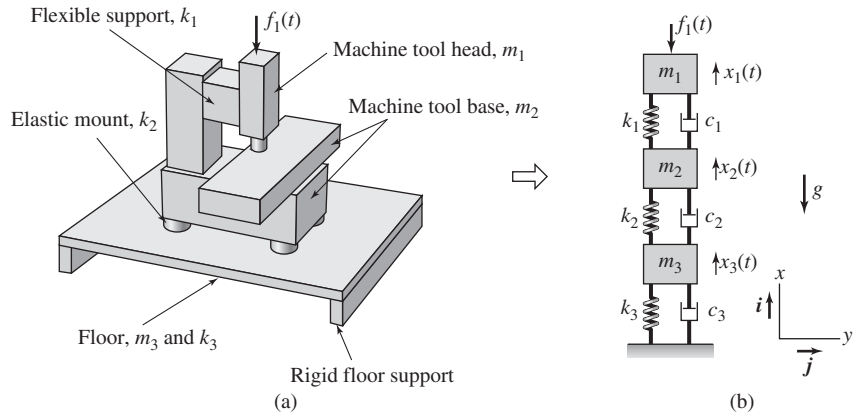 Flexible support, k₁
f₁(t)
Machine tool head, m₁
Elastic mount, k₂
Machine tool base, m₂
Floor, m₃ and k₃
Rigid floor support
(a)
f₁(t)
m₁
x₁(t)
k₁
c₁
m₂
x₂(t)
g
k₂
c₂
m₃
x₃(t)
x
k₃
c₃
i
y
j
(b)